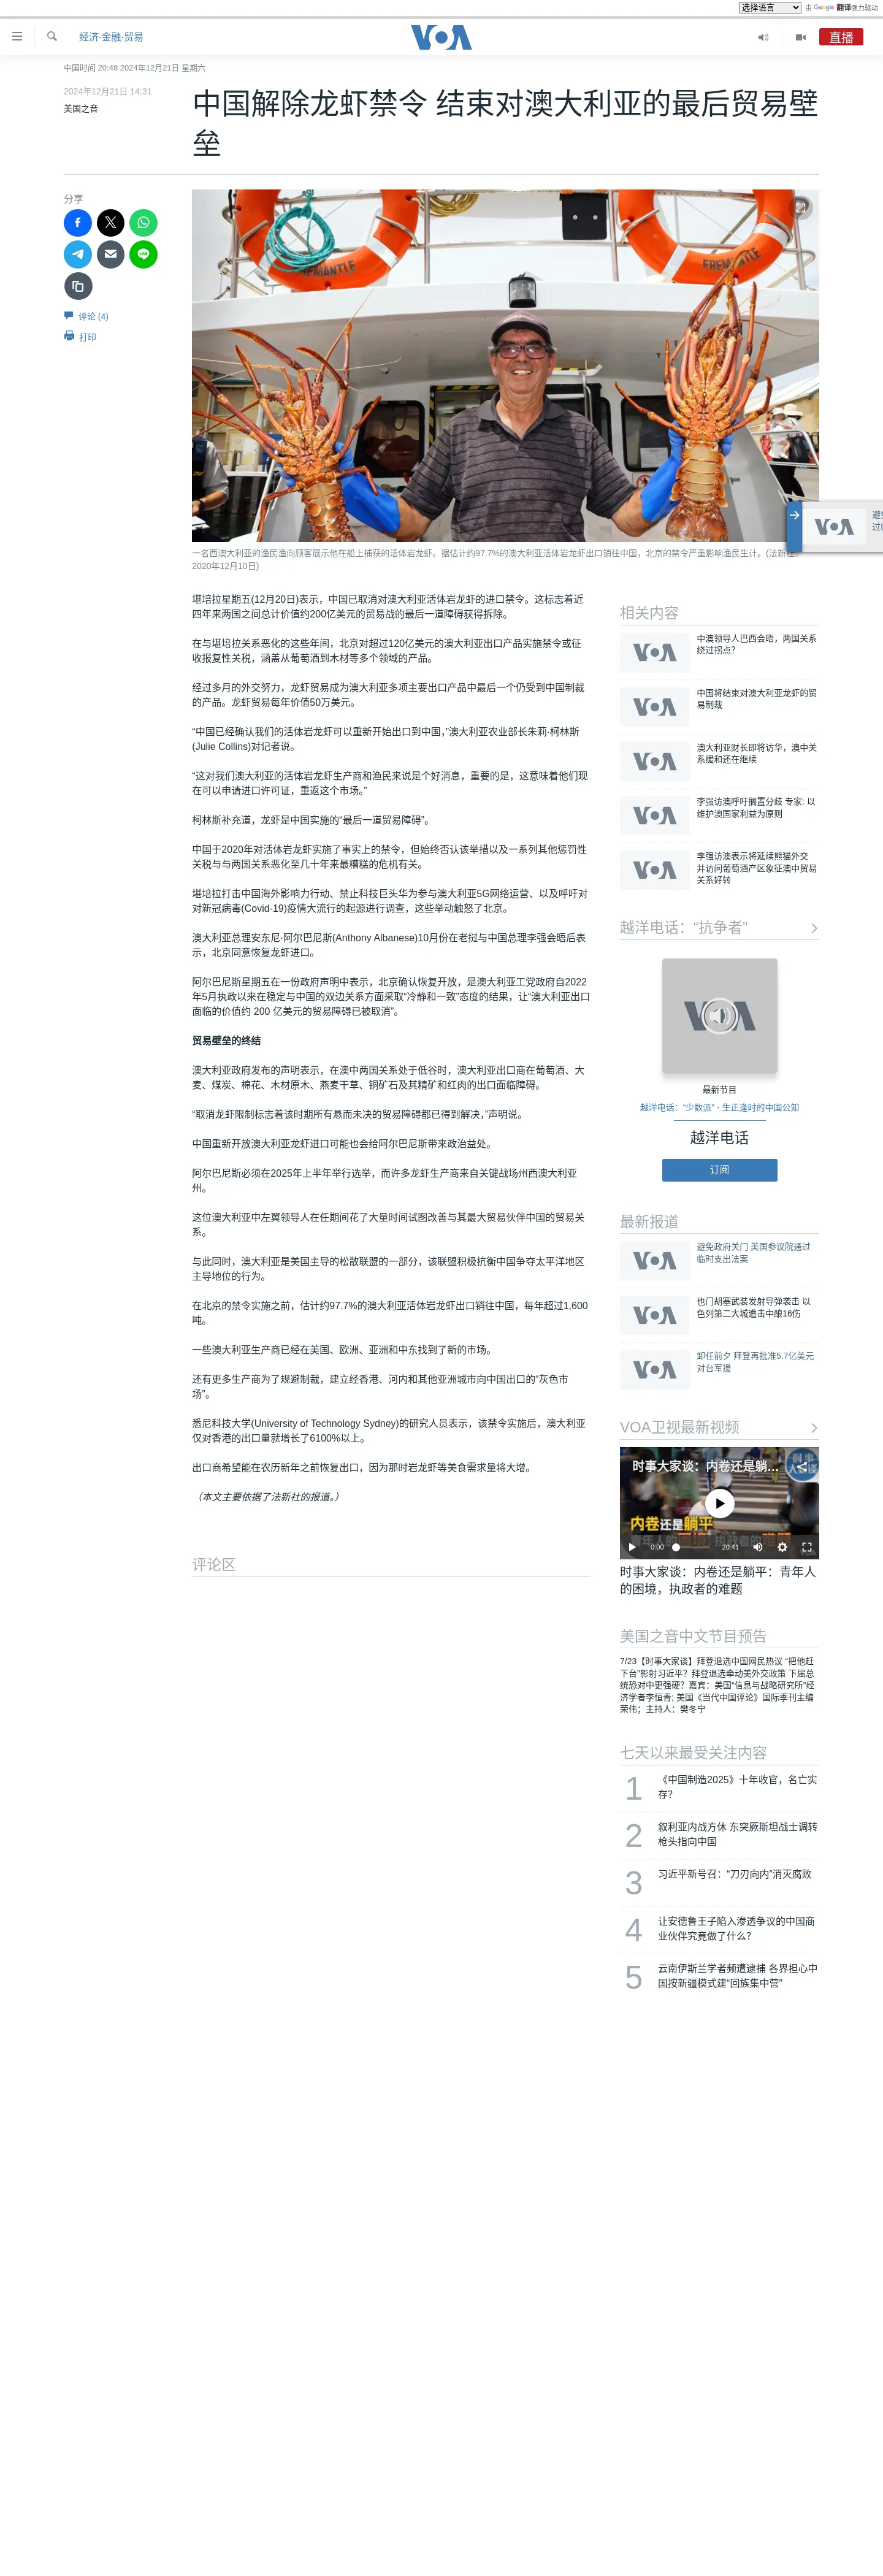 选择语言 由 Google 翻译强力驱动
经济·金融·贸易
VOA
直播
中国时间 20:48 2024年12月21日 星期六
2024年12月21日 14:31
美国之音
中国解除龙虾禁令 结束对澳大利亚的最后贸易壁
垒
分享
评论 (4)
打印
FREMANTLE
FREMANTLE
一名西澳大利亚的渔民渔向顾客展示他在船上捕获的活体岩龙虾。据估计约97.7%的澳大利亚活体岩龙虾出口销往中国，北京的禁令严重影响渔民生计。(法新社，
2020年12月10日)
VOA
堪培拉星期五(12月20日)表示，中国已取消对澳大利亚活体岩龙虾的进口禁令。这标志着近
四年来两国之间总计价值约200亿美元的贸易战的最后一道障碍获得拆除。
在与堪培拉关系恶化的这些年间，北京对超过120亿美元的澳大利亚出口产品实施禁令或征
收报复性关税，涵盖从葡萄酒到木材等多个领域的产品。
经过多月的外交努力，龙虾贸易成为澳大利亚多项主要出口产品中最后一个仍受到中国制裁
的产品。龙虾贸易每年价值50万美元。
“中国已经确认我们的活体岩龙虾可以重新开始出口到中国，”澳大利亚农业部长朱莉·柯林斯
(Julie Collins)对记者说。
“这对我们澳大利亚的活体岩龙虾生产商和渔民来说是个好消息，重要的是，这意味着他们现
在可以申请进口许可证，重返这个市场。”
柯林斯补充道，龙虾是中国实施的“最后一道贸易障碍”。
中国于2020年对活体岩龙虾实施了事实上的禁令，但始终否认该举措以及一系列其他惩罚性
关税与与两国关系恶化至几十年来最糟糕的危机有关。
堪培拉打击中国海外影响力行动、禁止科技巨头华为参与澳大利亚5G网络运营、以及呼吁对
对新冠病毒(Covid-19)疫情大流行的起源进行调查，这些举动触怒了北京。
澳大利亚总理安东尼·阿尔巴尼斯(Anthony Albanese)10月份在老挝与中国总理李强会晤后表
示，北京同意恢复龙虾进口。
阿尔巴尼斯星期五在一份政府声明中表示，北京确认恢复开放，是澳大利亚工党政府自2022
年5月执政以来在稳定与中国的双边关系方面采取“冷静和一致”态度的结果，让“澳大利亚出口
面临的价值约 200 亿美元的贸易障碍已被取消”。
贸易壁垒的终结
澳大利亚政府发布的声明表示，在澳中两国关系处于低谷时，澳大利亚出口商在葡萄酒、大
麦、煤炭、棉花、木材原木、燕麦干草、铜矿石及其精矿和红肉的出口面临障碍。
“取消龙虾限制标志着该时期所有悬而未决的贸易障碍都已得到解决，”声明说。
中国重新开放澳大利亚龙虾进口可能也会给阿尔巴尼斯带来政治益处。
阿尔巴尼斯必须在2025年上半年举行选举，而许多龙虾生产商来自关键战场州西澳大利亚
州。
这位澳大利亚中左翼领导人在任期间花了大量时间试图改善与其最大贸易伙伴中国的贸易关
系。
与此同时，澳大利亚是美国主导的松散联盟的一部分，该联盟积极抗衡中国争夺太平洋地区
主导地位的行为。
在北京的禁令实施之前，估计约97.7%的澳大利亚活体岩龙虾出口销往中国，每年超过1,600
吨。
一些澳大利亚生产商已经在美国、欧洲、亚洲和中东找到了新的市场。
还有更多生产商为了规避制裁，建立经香港、河内和其他亚洲城市向中国出口的“灰色市
场”。
悉尼科技大学(University of Technology Sydney)的研究人员表示，该禁令实施后，澳大利亚
仅对香港的出口量就增长了6100%以上。
出口商希望能在农历新年之前恢复出口，因为那时岩龙虾等美食需求量将大增。
（本文主要依据了法新社的报道。）
评论区
相关内容
VOA
中澳领导人巴西会晤，两国关系
绕过拐点？
VOA
中国将结束对澳大利亚龙虾的贸
易制裁
VOA
澳大利亚财长即将访华，澳中关
系缓和还在继续
VOA
李强访澳呼吁搁置分歧 专家: 以
维护澳国家利益为原则
VOA
李强访澳表示将延续熊猫外交
并访问葡萄酒产区象征澳中贸易
关系好转
越洋电话：“抗争者”
VOA
最新节目
越洋电话：“少数派” - 生正逢时的中国公知
越洋电话
订阅
最新报道
VOA
避免政府关门 美国参议院通过
临时支出法案
VOA
也门胡塞武装发射导弹袭击 以
色列第二大城遭击中酿16伤
VOA
卸任前夕 拜登再批准5.7亿美元
对台军援
VOA卫视最新视频
时事大家谈：内卷还是躺...
内卷还是躺平
0:00 20:41
时事大家谈：内卷还是躺平：青年人
的困境，执政者的难题
美国之音中文节目预告
7/23【时事大家谈】拜登退选中国网民热议 “把他赶
下台”影射习近平？拜登退选牵动美外交政策 下届总
统恐对中更强硬？嘉宾：美国“信息与战略研究所”经
济学者李恒青; 美国《当代中国评论》国际季刊主编
荣伟；主持人：樊冬宁
七天以来最受关注内容
1 《中国制造2025》十年收官，名亡实
存？
2 叙利亚内战方休 东突厥斯坦战士调转
枪头指向中国
3 习近平新号召：“刀刃向内”消灭腐败
4 让安德鲁王子陷入渗透争议的中国商
业伙伴究竟做了什么？
5 云南伊斯兰学者频遭逮捕 各界担心中
国按新疆模式建“回族集中营”